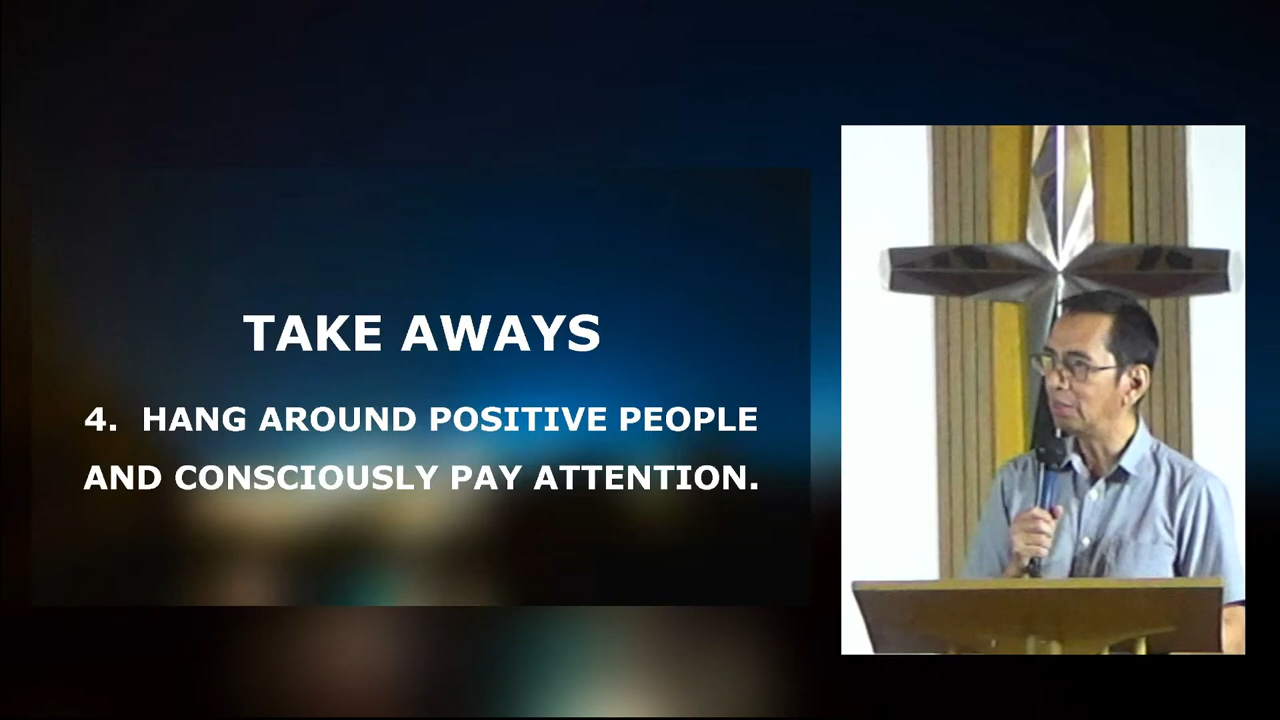 TAKE AWAYS
4. HANG AROUND POSITIVE PEOPLE
AND CONSCIOUSLY PAY ATTENTION.